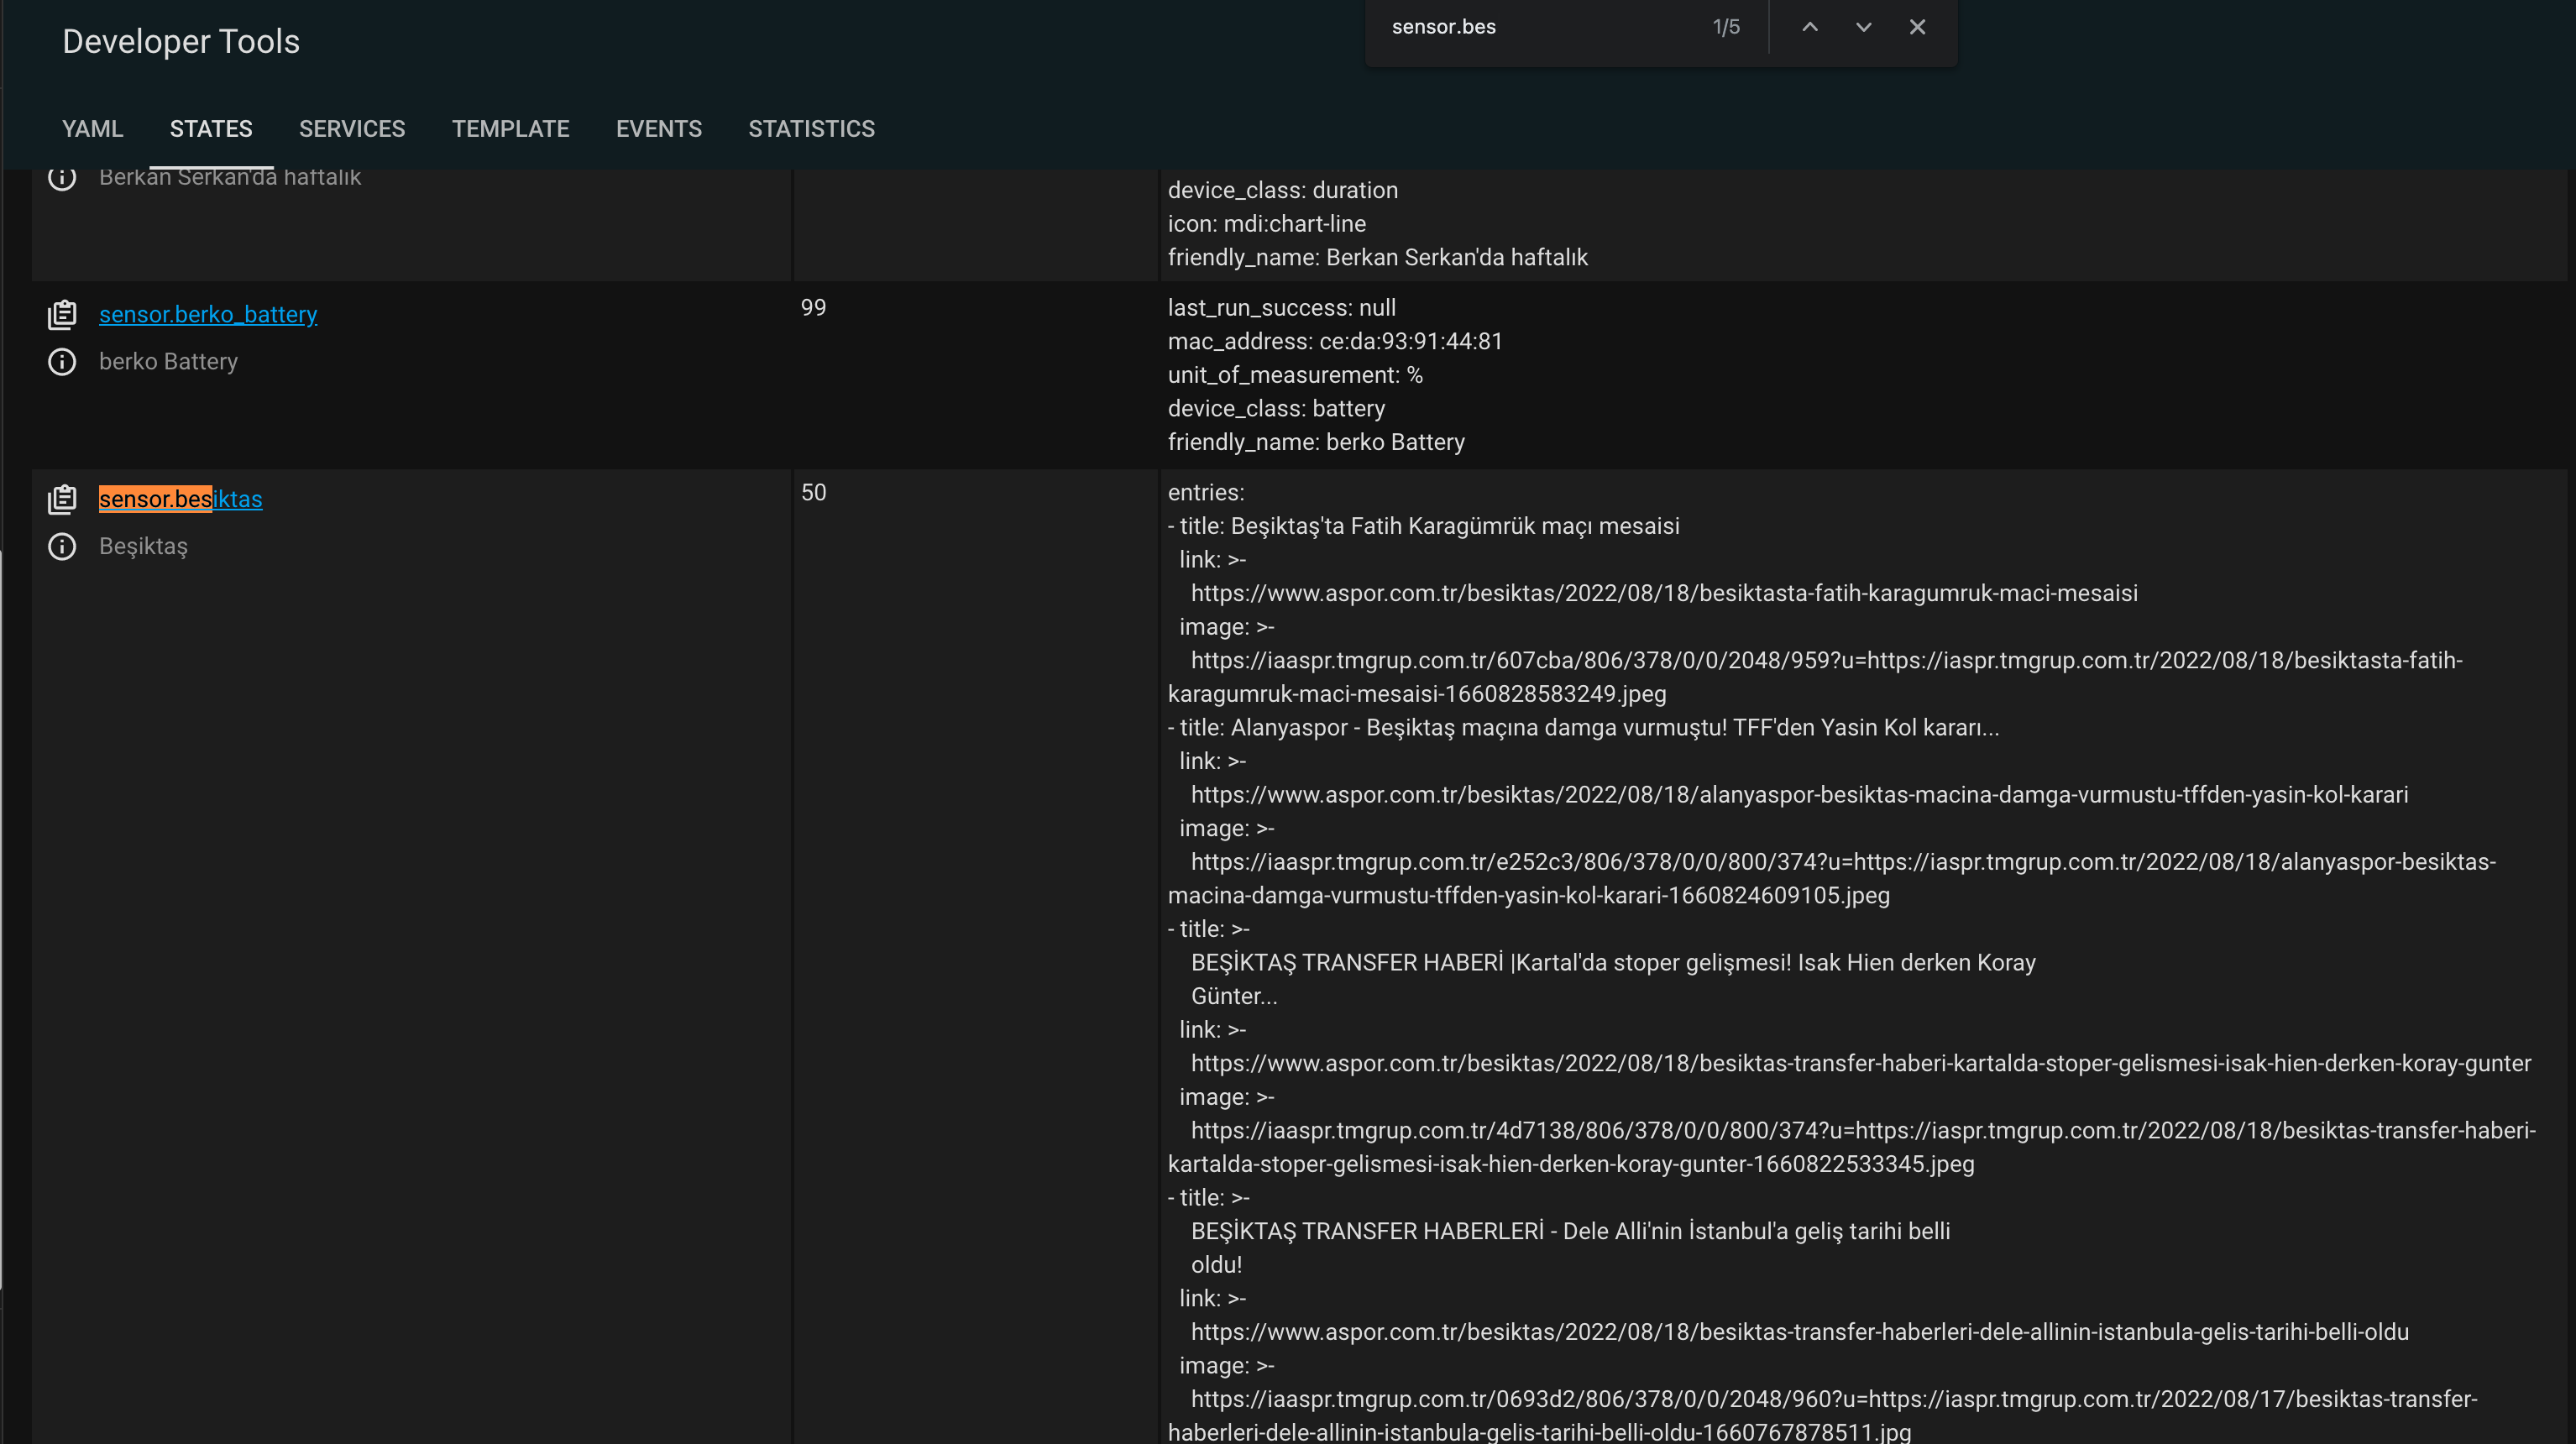 Developer Tools
sensor.bes 1/5
YAML STATES SERVICES TEMPLATE EVENTS STATISTICS
Berkan Serkan'da haftalık
device_class: duration
icon: mdi:chart-line
friendly_name: Berkan Serkan'da haftalık
sensor.berko_battery
berko Battery
99
last_run_success: null
mac_address: ce:da:93:91:44:81
unit_of_measurement: %
device_class: battery
friendly_name: berko Battery
sensor.besiktas
Beşiktaş
50
entries:
- title: Beşiktaş'ta Fatih Karagümrük maçı mesaisi
link: >-
https://www.aspor.com.tr/besiktas/2022/08/18/besiktasta-fatih-karagumruk-maci-mesaisi
image: >-
https://iaaspr.tmgrup.com.tr/607cba/806/378/0/0/2048/959?u=https://iaspr.tmgrup.com.tr/2022/08/18/besiktasta-fatih-
karagumruk-maci-mesaisi-1660828583249.jpeg
- title: Alanyaspor - Beşiktaş maçına damga vurmuştu! TFF'den Yasin Kol kararı...
link: >-
https://www.aspor.com.tr/besiktas/2022/08/18/alanyaspor-besiktas-macina-damga-vurmustu-tffden-yasin-kol-karari
image: >-
https://iaaspr.tmgrup.com.tr/e252c3/806/378/0/0/800/374?u=https://iaspr.tmgrup.com.tr/2022/08/18/alanyaspor-besiktas-
macina-damga-vurmustu-tffden-yasin-kol-karari-1660824609105.jpeg
- title: >-
BEŞİKTAŞ TRANSFER HABERİ |Kartal'da stoper gelişmesi! Isak Hien derken Koray
Günter...
link: >-
https://www.aspor.com.tr/besiktas/2022/08/18/besiktas-transfer-haberi-kartalda-stoper-gelismesi-isak-hien-derken-koray-gunter
image: >-
https://iaaspr.tmgrup.com.tr/4d7138/806/378/0/0/800/374?u=https://iaspr.tmgrup.com.tr/2022/08/18/besiktas-transfer-haberi-
kartalda-stoper-gelismesi-isak-hien-derken-koray-gunter-1660822533345.jpeg
- title: >-
BEŞİKTAŞ TRANSFER HABERLERİ - Dele Alli'nin İstanbul'a geliş tarihi belli
oldu!
link: >-
https://www.aspor.com.tr/besiktas/2022/08/18/besiktas-transfer-haberleri-dele-allinin-istanbula-gelis-tarihi-belli-oldu
image: >-
https://iaaspr.tmgrup.com.tr/0693d2/806/378/0/0/2048/960?u=https://iaspr.tmgrup.com.tr/2022/08/17/besiktas-transfer-
haberleri-dele-allinin-istanbula-gelis-tarihi-belli-oldu-1660767878511.jpg